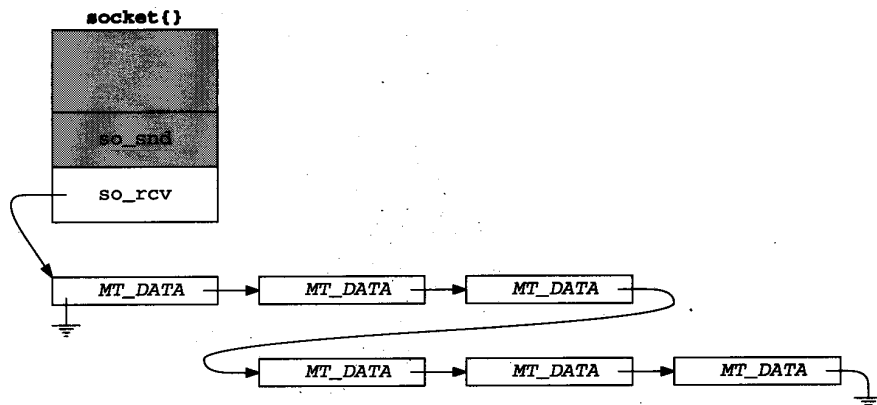 socket{}
so_snd
so_rcv
MT_DATA MT_DATA MT_DATA
MT_DATA MT_DATA MT_DATA